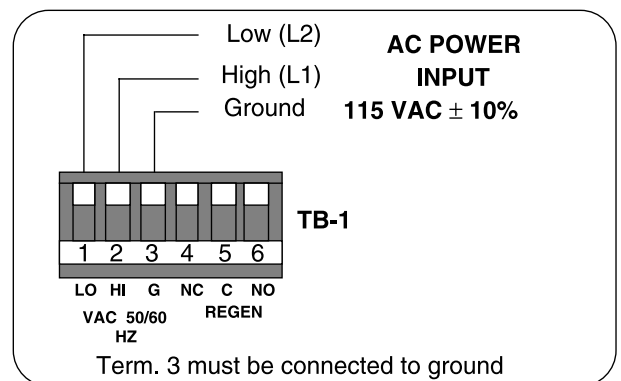 Low (L2)
High (L1)
Ground
AC POWER
INPUT
115 VAC ± 10%
TB-1
1 2 3 4 5 6
LO HI G NC C NO
VAC 50/60
HZ
REGEN
Term. 3 must be connected to ground